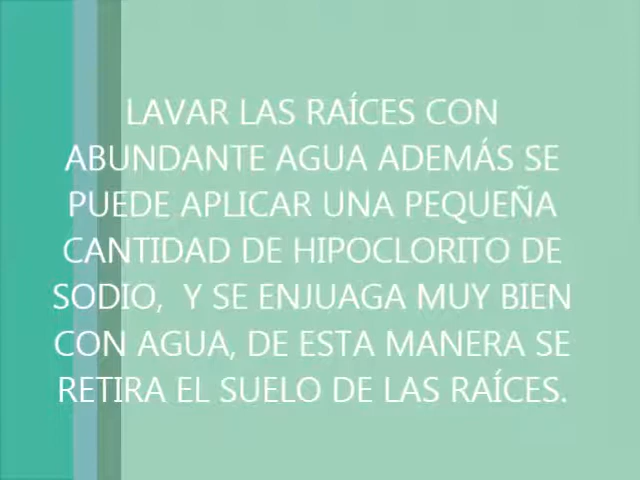 LAVAR LAS RAÍCES CON
ABUNDANTE AGUA ADEMÁS SE
PUEDE APLICAR UNA PEQUEÑA
CANTIDAD DE HIPOCLORITO DE
SODIO,  Y SE ENJUAGA MUY BIEN
CON AGUA, DE ESTA MANERA SE
RETIRA EL SUELO DE LAS RAÍCES.